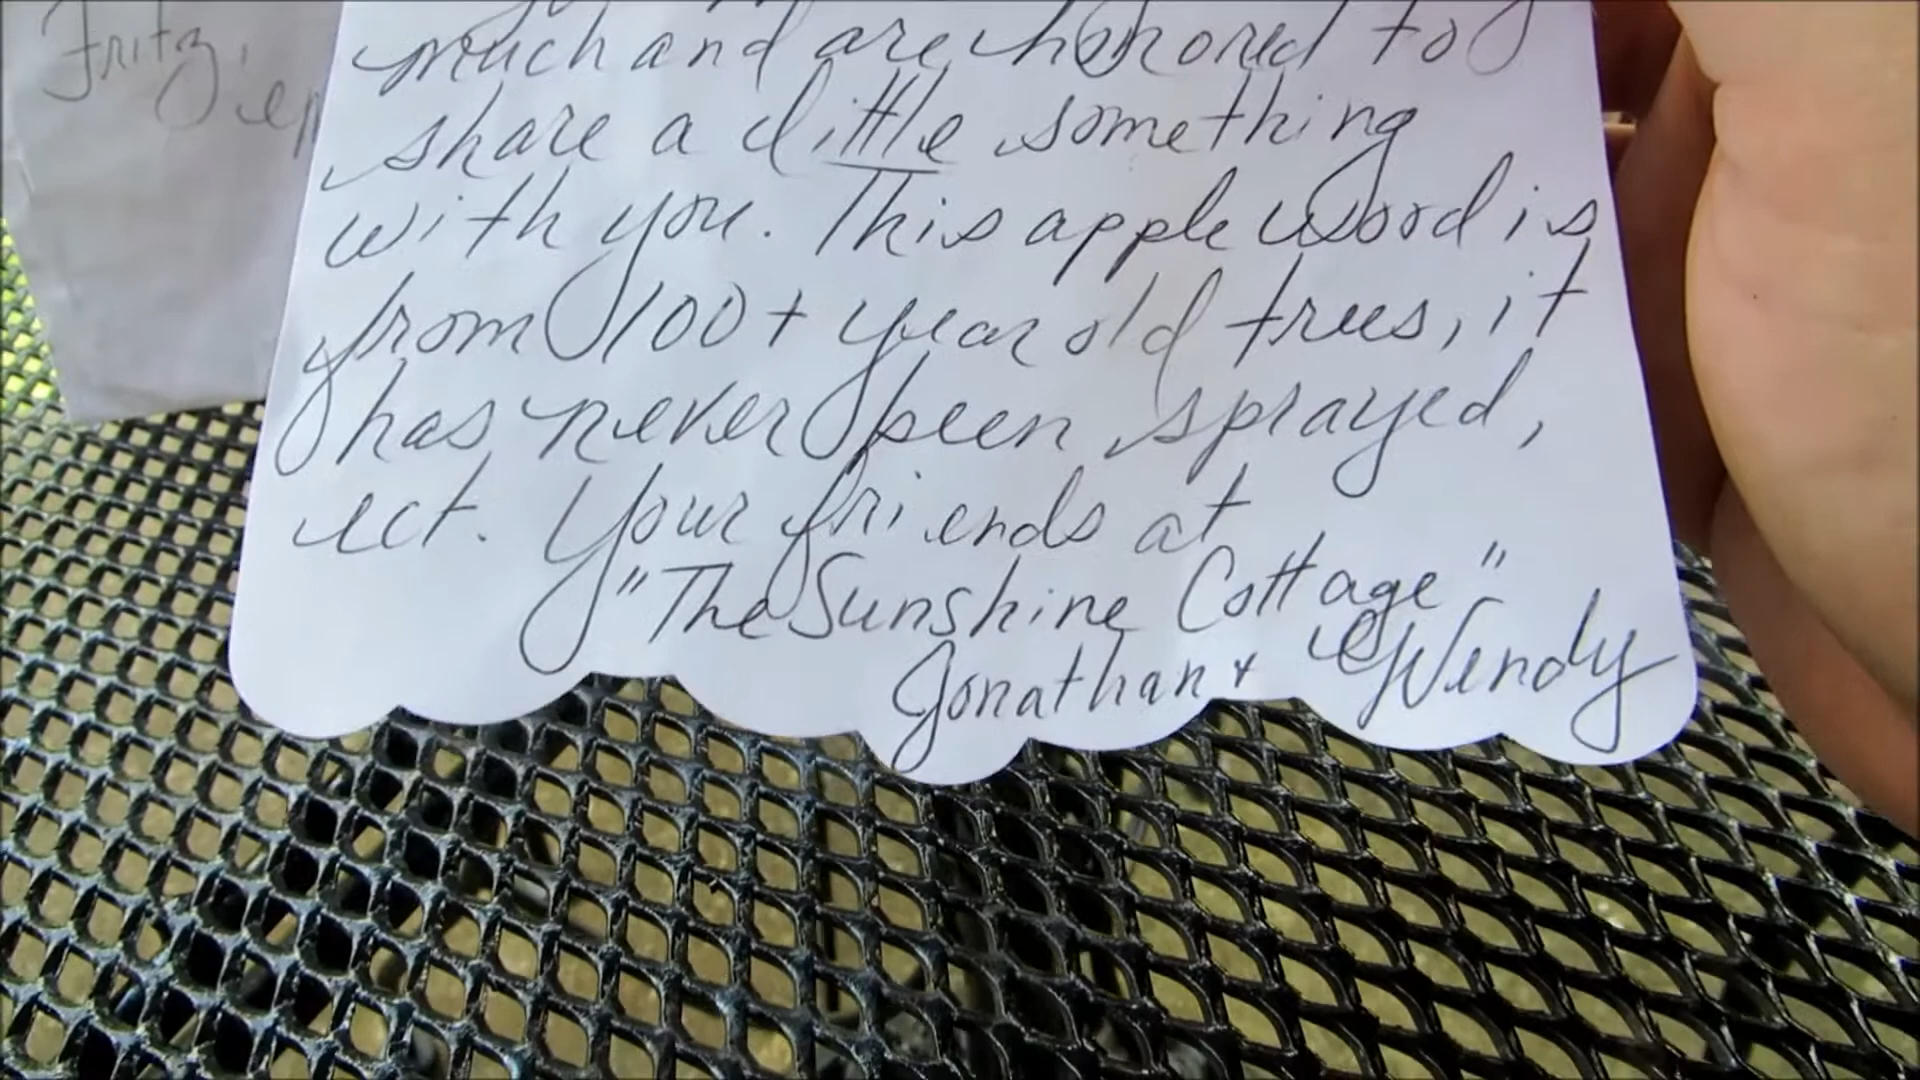 Fritz,
much and are honored to
share a little something
with you. This apple wood is
from 100+ year old trees, it
has never been sprayed,
ect. Your friends at
"The Sunshine Cottage"
Jonathan + Wendy